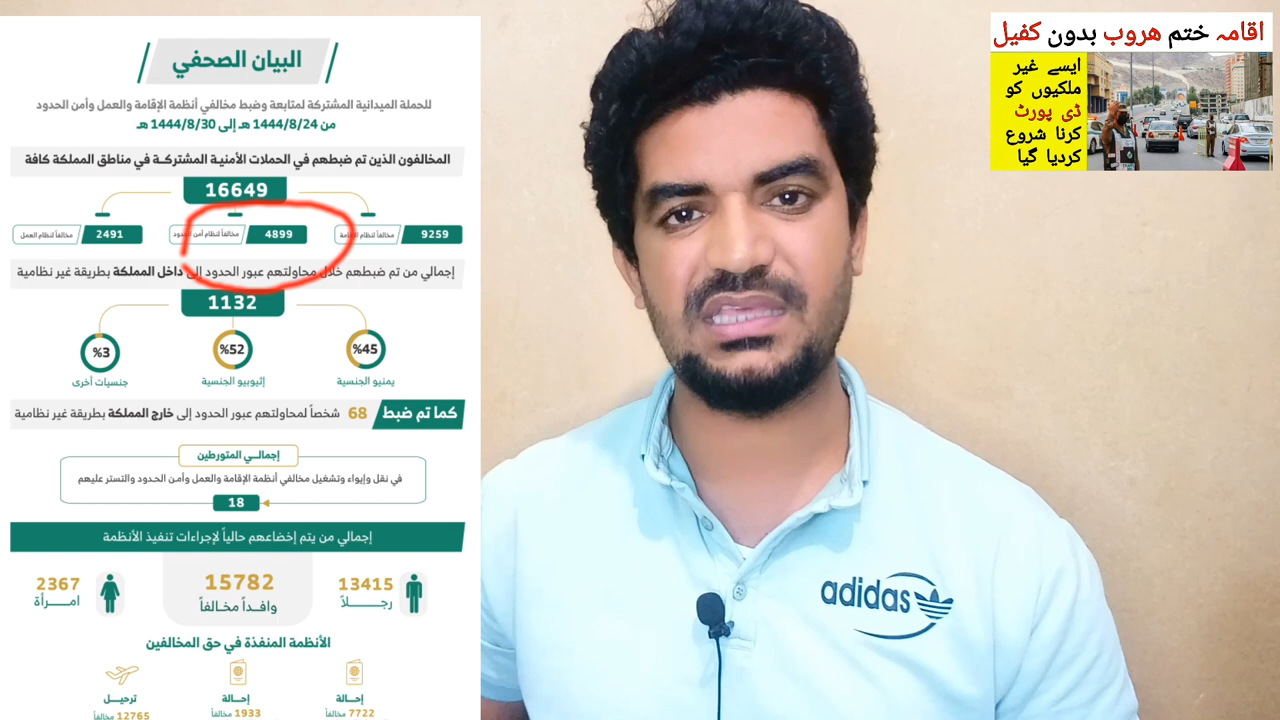 البيان الصحفي
للحملة الميدانية المشتركة لمتابعة وضبط مخالفي أنظمة الإقامة والعمل وأمن الحدود
من 1444/8/24 هـ إلى 1444/8/30 هـ
المخالفون الذين تم ضبطهم في الحملات الأمنية المشتركة في مناطق المملكة كافة
16649
9259 مخالفاً لنظام الإقامة
4899 مخالفاً لنظام أمن الحدود
2491 مخالفاً لنظام العمل
إجمالي من تم ضبطهم خلال محاولتهم عبور الحدود إلى داخل المملكة بطريقة غير نظامية
1132
%45 %52 %3
يمنيو الجنسية إثيوبيو الجنسية جنسيات أخرى
كما تم ضبط 68 شخصاً لمحاولتهم عبور الحدود إلى خارج المملكة بطريقة غير نظامية
إجمالـي المتورطين
في نقل وإيواء وتشغيل مخالفي أنظمة الإقامة والعمل وأمن الحدود والتستر عليهم
18
إجمالي من يتم إخضاعهم حالياً لإجراءات تنفيذ الأنظمة
13415 15782 2367
رجـــلاً وافـداً مخـالفاً امـــرأة
الأنظمة المنفذة في حق المخالفين
إحالة إحالة ترحيل
7722 مخالفاً 1933 مخالفاً 12765 مخالفاً
اقامہ ختم هروب بدون کفیل
ایسے غیر
ملکیوں کو
ڈی پورٹ
کرنا شروع
کردیا گیا
adidas